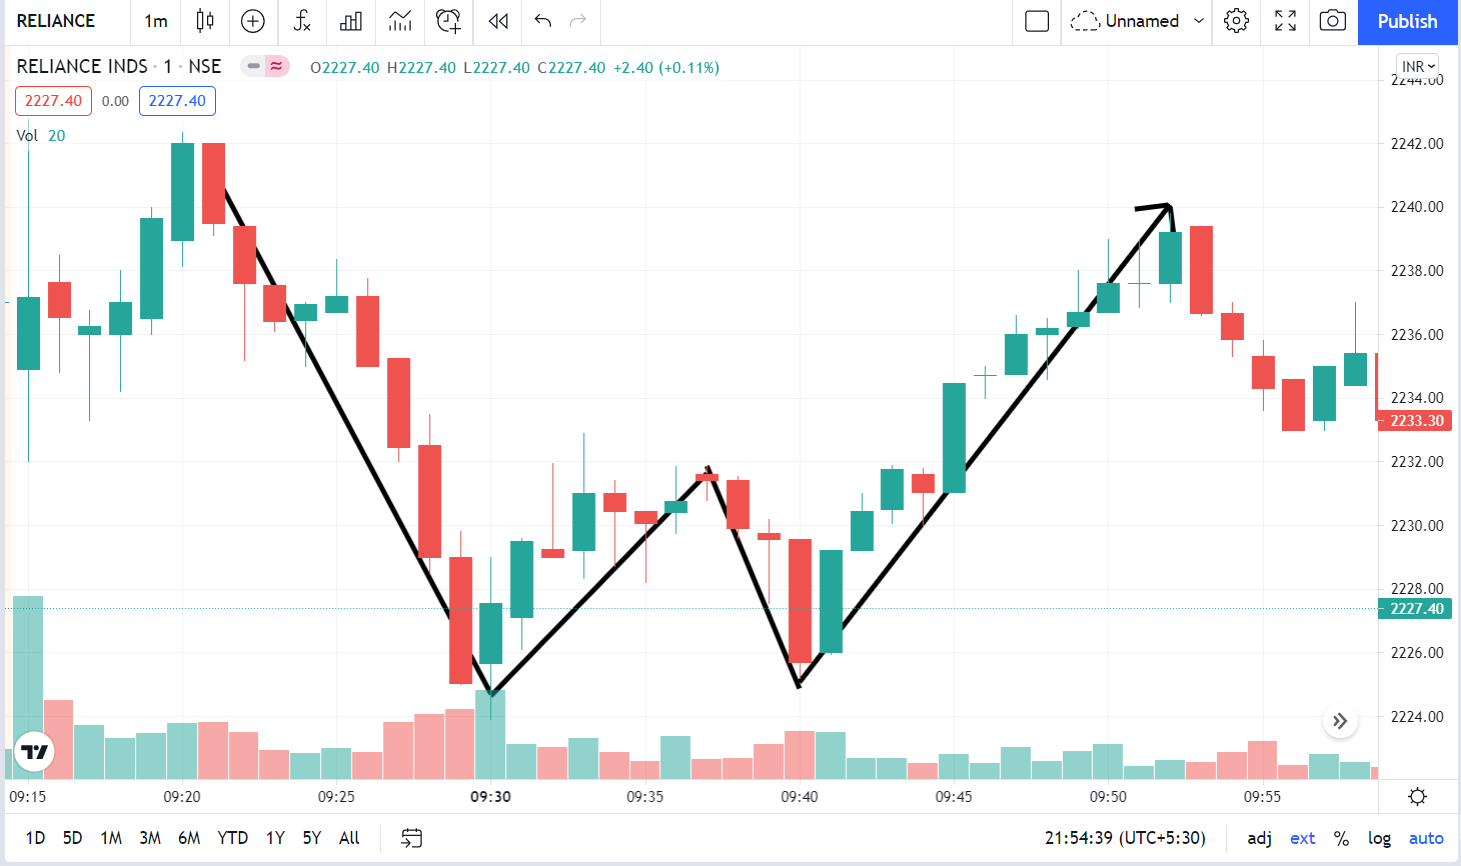 RELIANCE 1m Unnamed Publish
RELIANCE INDS · 1 · NSE O2227.40 H2227.40 L2227.40 C2227.40 +2.40 (+0.11%) INR
2227.40 0.00 2227.40
Vol 20
2244.00
2242.00
2240.00
2238.00
2236.00
2234.00
2233.30
2232.00
2230.00
2228.00
2227.40
2226.00
2224.00
09:15 09:20 09:25 09:30 09:35 09:40 09:45 09:50 09:55
1D 5D 1M 3M 6M YTD 1Y 5Y All 21:54:39 (UTC+5:30) adj ext % log auto